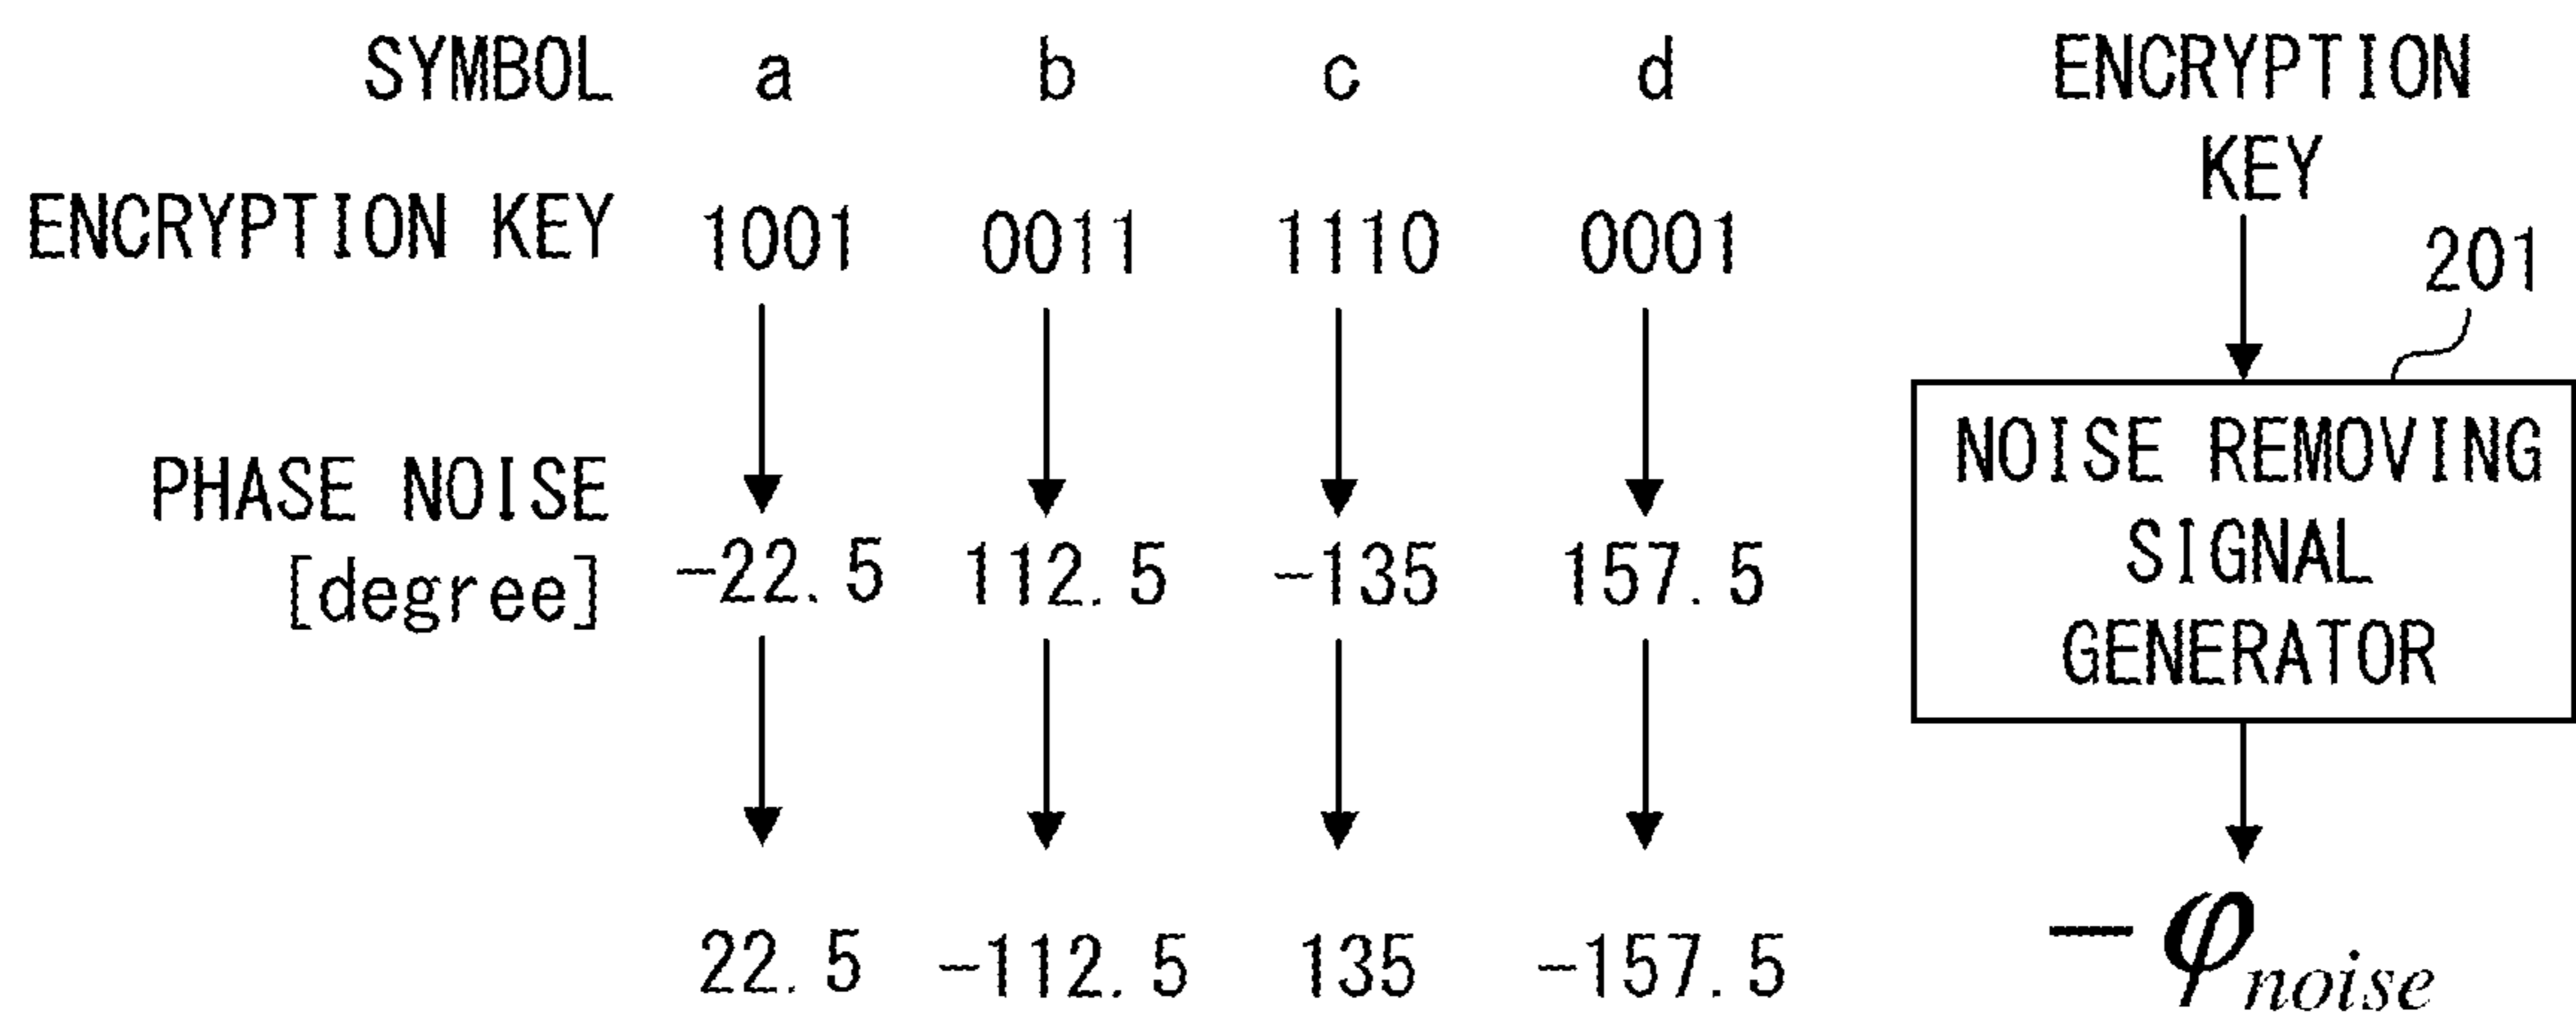 SYMBOL a b c d
ENCRYPTION KEY 1001 0011 1110 0001
PHASE NOISE
[degree] -22.5 112.5 -135 157.5
22.5 -112.5 135 -157.5
ENCRYPTION
KEY
201
NOISE REMOVING
SIGNAL
GENERATOR
-φnoise